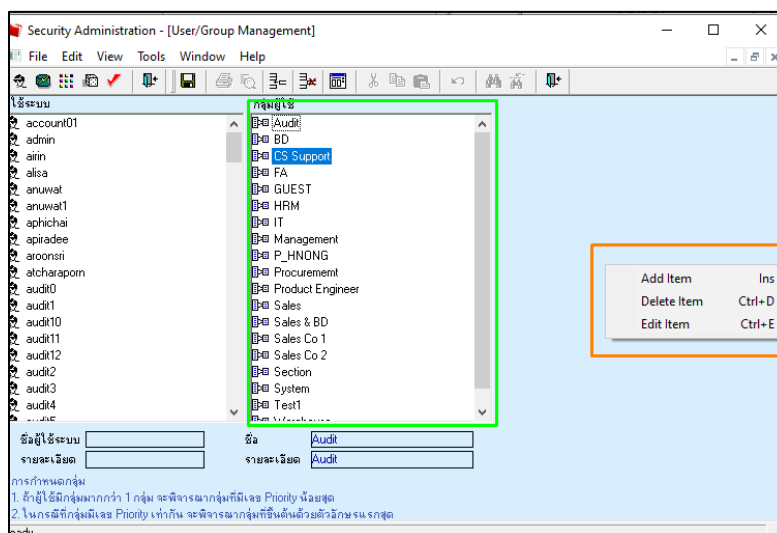 Security Administration - [User/Group Management]
File Edit View Tools Window Help
ผู้ใช้ระบบ
กลุ่มผู้ใช้
account01
admin
airin
alisa
anuwat
anuwat1
aphichai
apiradee
aroonsri
atcharaporn
audit0
audit1
audit10
audit11
audit12
audit2
audit3
audit4
audit5
Audit
BD
CS Support
FA
GUEST
HRM
IT
Management
P_HNONG
Procurememt
Product Engineer
Sales
Sales & BD
Sales Co 1
Sales Co 2
Section
System
Test1
Warehouse
Add Item Ins
Delete Item Ctrl+D
Edit Item Ctrl+E
ชื่อผู้ใช้ระบบ
ชื่อ Audit
รายละเอียด
รายละเอียด Audit
การกำหนดกลุ่ม
1. ถ้าผู้ใช้มีกลุ่มมากกว่า 1 กลุ่ม จะพิจารณากลุ่มที่มีเลข Priority น้อยสุด
2. ในกรณีที่กลุ่มมีเลข Priority เท่ากัน จะพิจารณากลุ่มที่ขึ้นต้นด้วยตัวอักษรแรกสุด